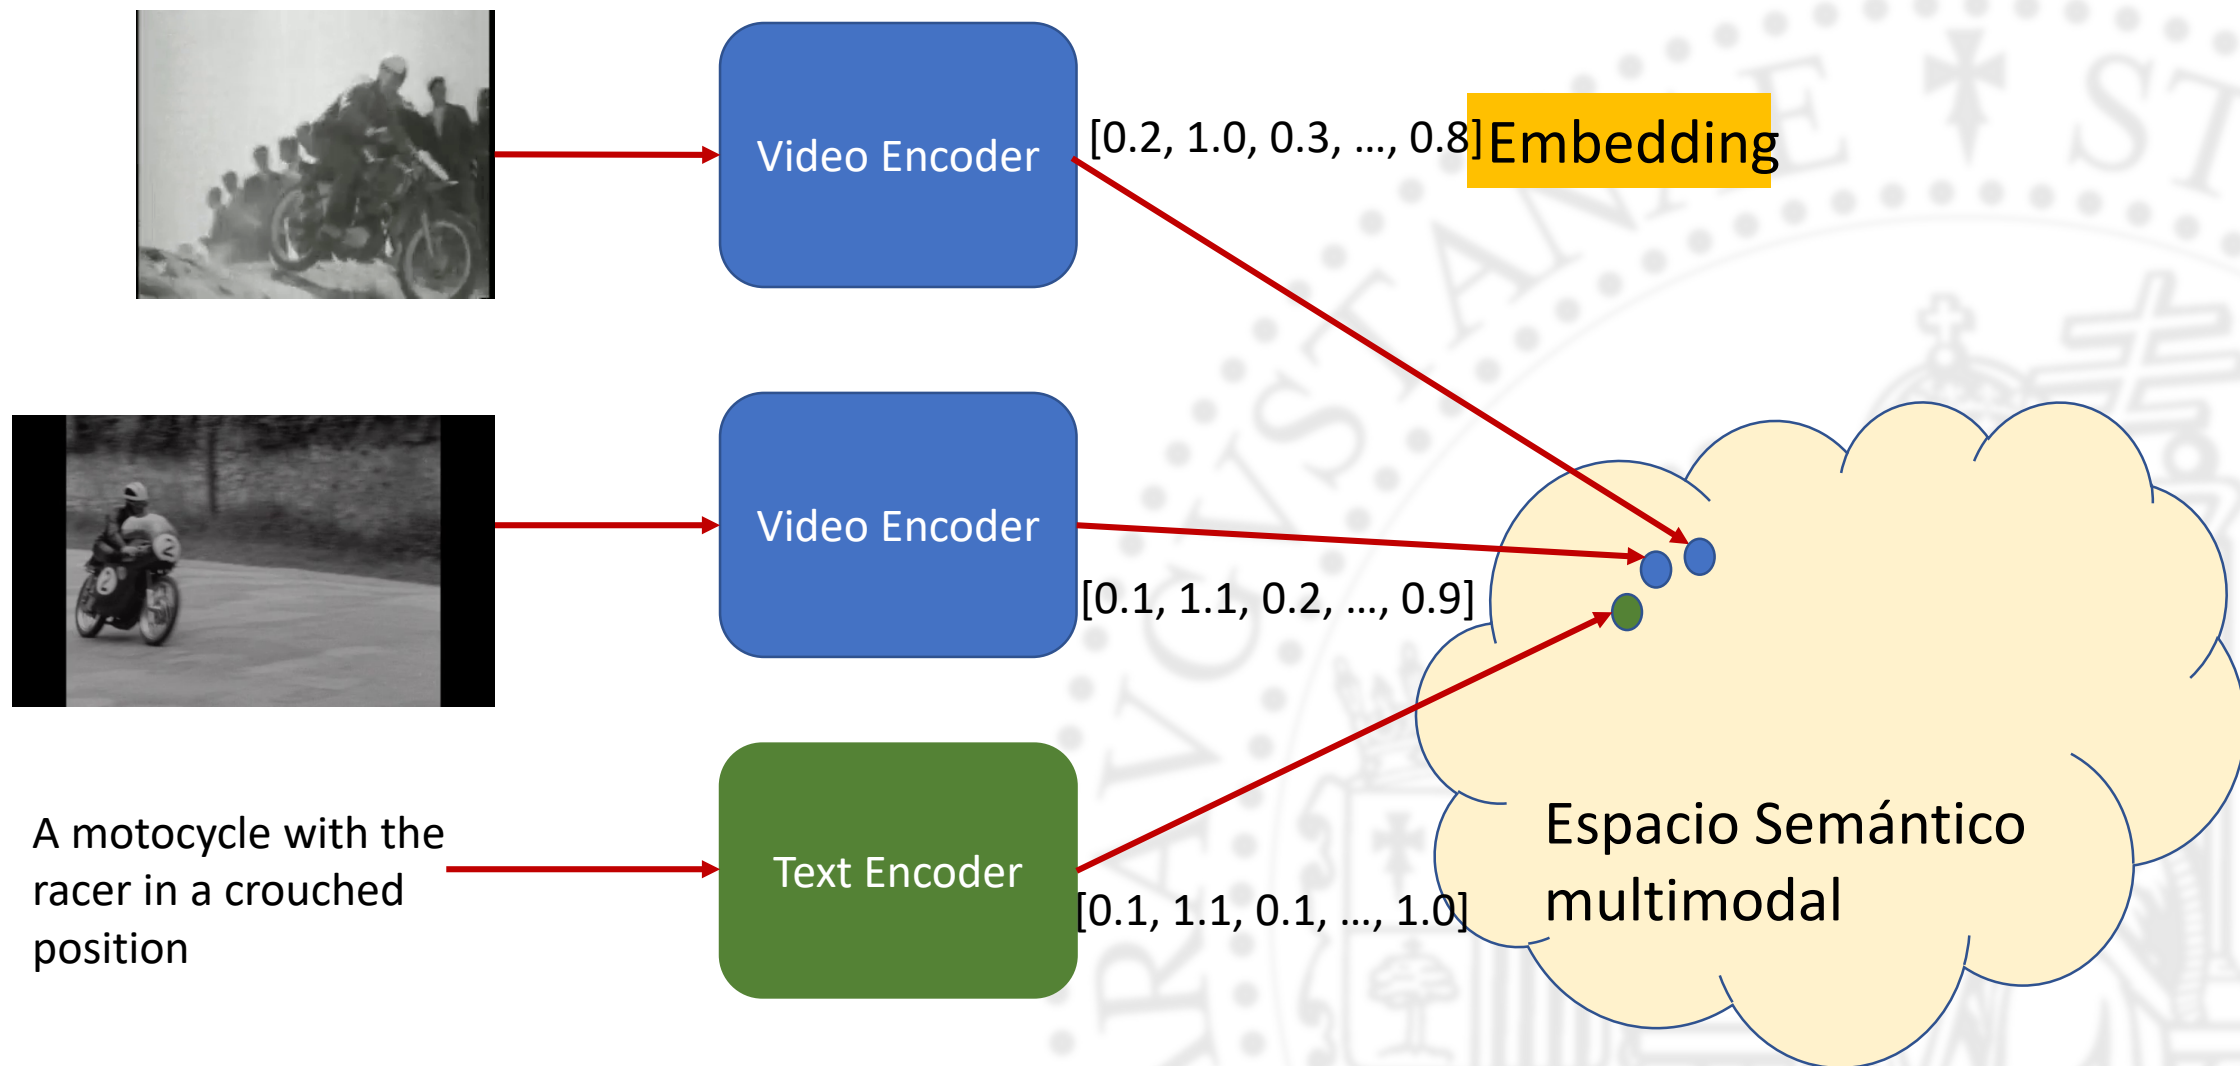 Video Encoder
[0.2, 1.0, 0.3, ..., 0.8]
Embedding
Video Encoder
[0.1, 1.1, 0.2, ..., 0.9]
2
A motocycle with the
racer in a crouched
position
Text Encoder
[0.1, 1.1, 0.1, ..., 1.0]
Espacio Semántico
multimodal